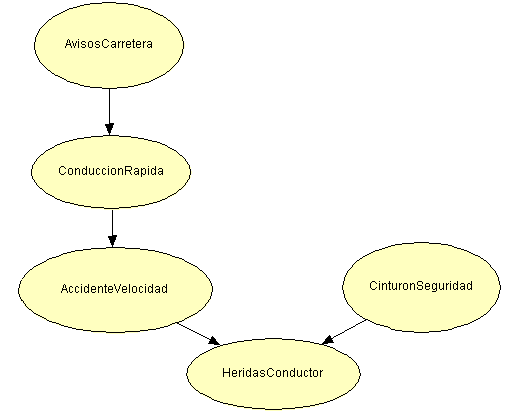 AvisosCarretera
ConduccionRapida
AccidenteVelocidad
CinturonSeguridad
HeridasConductor